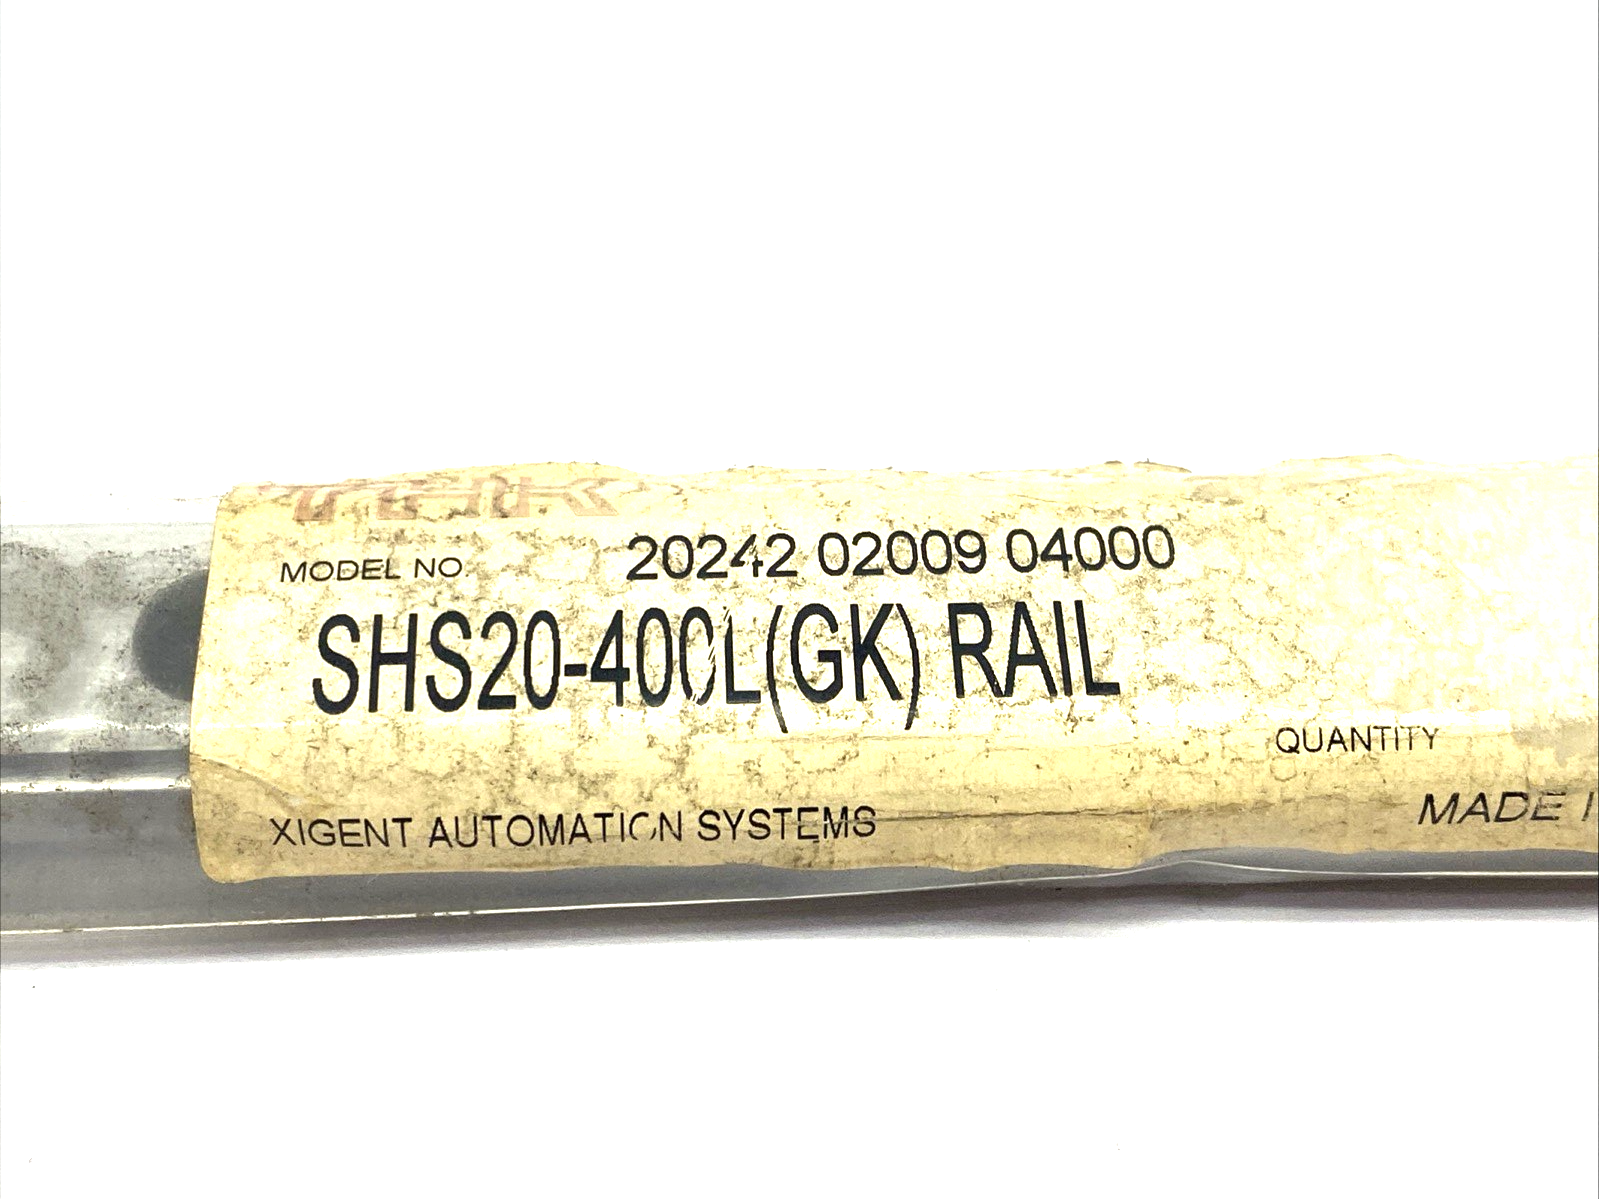 THK
MODEL NO. 20242 02009 04000
SHS20-400L(GK) RAIL
QUANTITY
XIGENT AUTOMATION SYSTEMS
MADE I